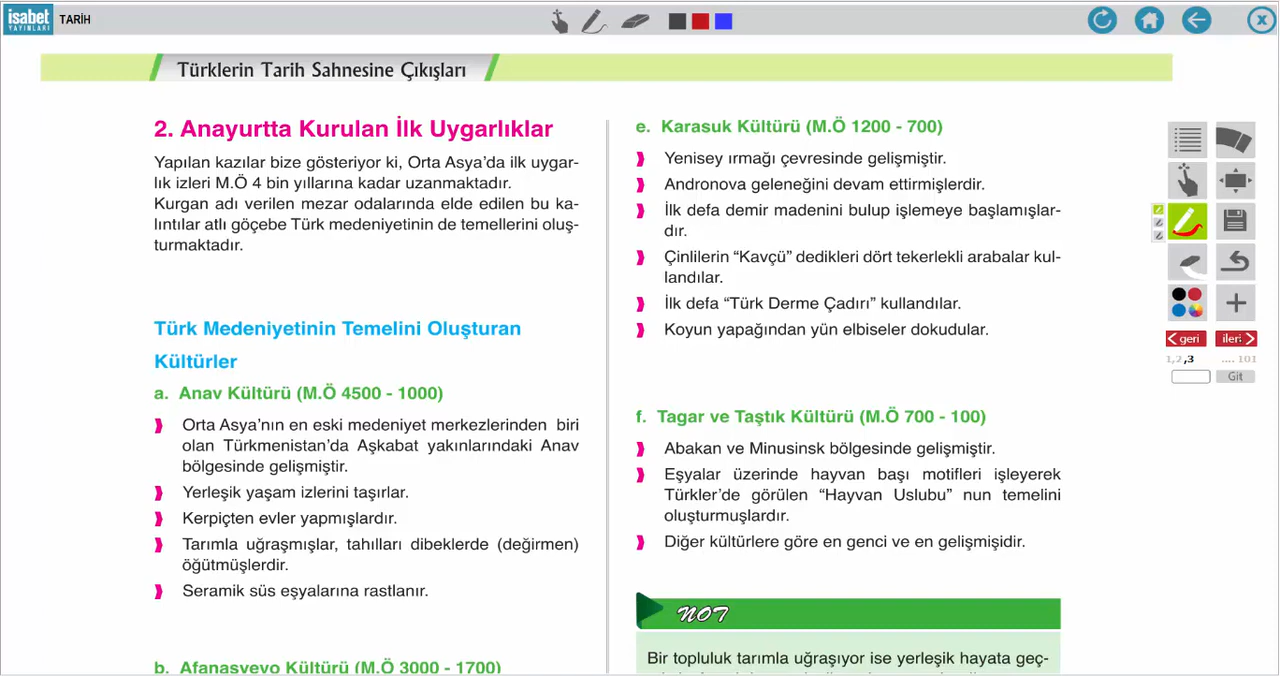 isabet
YAYINLARI
TARİH
Türklerin Tarih Sahnesine Çıkışları
2. Anayurtta Kurulan İlk Uygarlıklar
Yapılan kazılar bize gösteriyor ki, Orta Asya'da ilk uygar-
lık izleri M.Ö 4 bin yıllarına kadar uzanmaktadır.
Kurgan adı verilen mezar odalarında elde edilen bu ka-
lıntılar atlı göçebe Türk medeniyetinin de temellerini oluş-
turmaktadır.
Türk Medeniyetinin Temelini Oluşturan
Kültürler
a. Anav Kültürü (M.Ö 4500 - 1000)
Orta Asya'nın en eski medeniyet merkezlerinden biri
olan Türkmenistan'da Aşkabat yakınlarındaki Anav
bölgesinde gelişmiştir.
Yerleşik yaşam izlerini taşırlar.
Kerpiçten evler yapmışlardır.
Tarımla uğraşmışlar, tahılları dibeklerde (değirmen)
öğütmüşlerdir.
Seramik süs eşyalarına rastlanır.
b. Afanasyevo Kültürü (M.Ö 3000 - 1700)
e. Karasuk Kültürü (M.Ö 1200 - 700)
Yenisey ırmağı çevresinde gelişmiştir.
Andronova geleneğini devam ettirmişlerdir.
İlk defa demir madenini bulup işlemeye başlamışlar-
dır.
Çinlilerin “Kavçü” dedikleri dört tekerlekli arabalar kul-
landılar.
İlk defa “Türk Derme Çadırı” kullandılar.
Koyun yapağından yün elbiseler dokudular.
f. Tagar ve Taştık Kültürü (M.Ö 700 - 100)
Abakan ve Minusinsk bölgesinde gelişmiştir.
Eşyalar üzerinde hayvan başı motifleri işleyerek
Türkler'de görülen “Hayvan Uslubu” nun temelini
oluşturmuşlardır.
Diğer kültürlere göre en genci ve en gelişmişidir.
NOT
Bir topluluk tarımla uğraşıyor ise yerleşik hayata geç-
geri
ileri
1,2,3 .... 101
Git